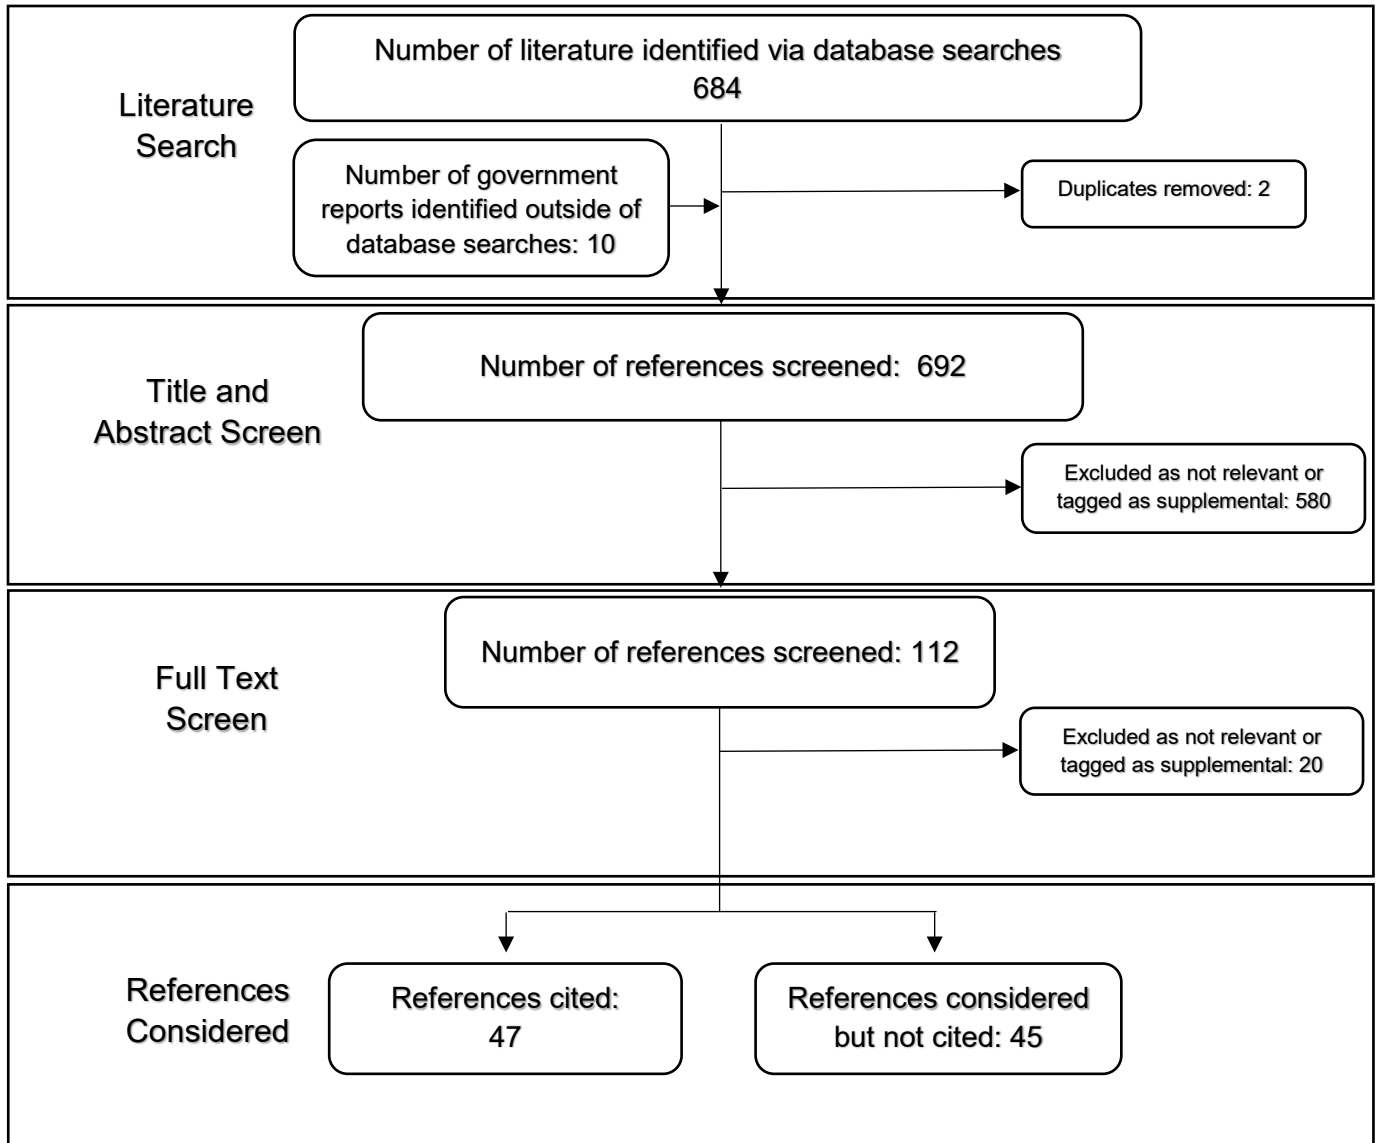 Number of literature identified via database searches
684
Literature
Search
Number of government
reports identified outside of
database searches: 10
Duplicates removed: 2
Number of references screened:  692
Title and
Abstract Screen
Excluded as not relevant or
tagged as supplemental: 580
Number of references screened: 112
Full Text
Screen
Excluded as not relevant or
tagged as supplemental: 20
References
Considered
References cited:
47
References considered
but not cited: 45